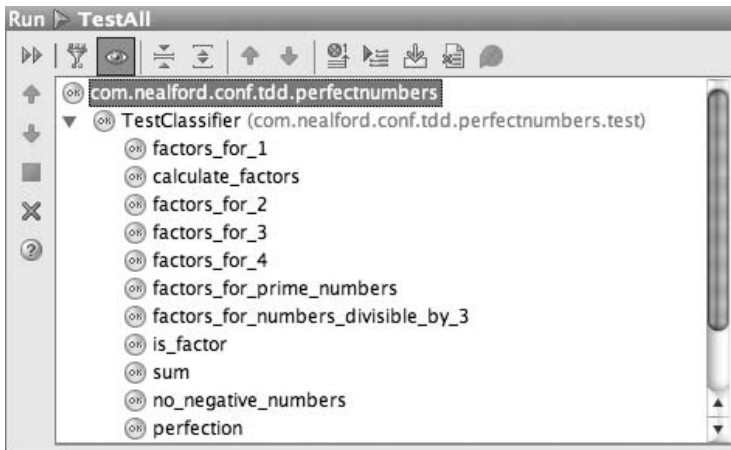 Run TestAll
com.nealford.conf.tdd.perfectnumbers
TestClassifier (com.nealford.conf.tdd.perfectnumbers.test)
factors_for_1
calculate_factors
factors_for_2
factors_for_3
factors_for_4
factors_for_prime_numbers
factors_for_numbers_divisible_by_3
is_factor
sum
no_negative_numbers
perfection